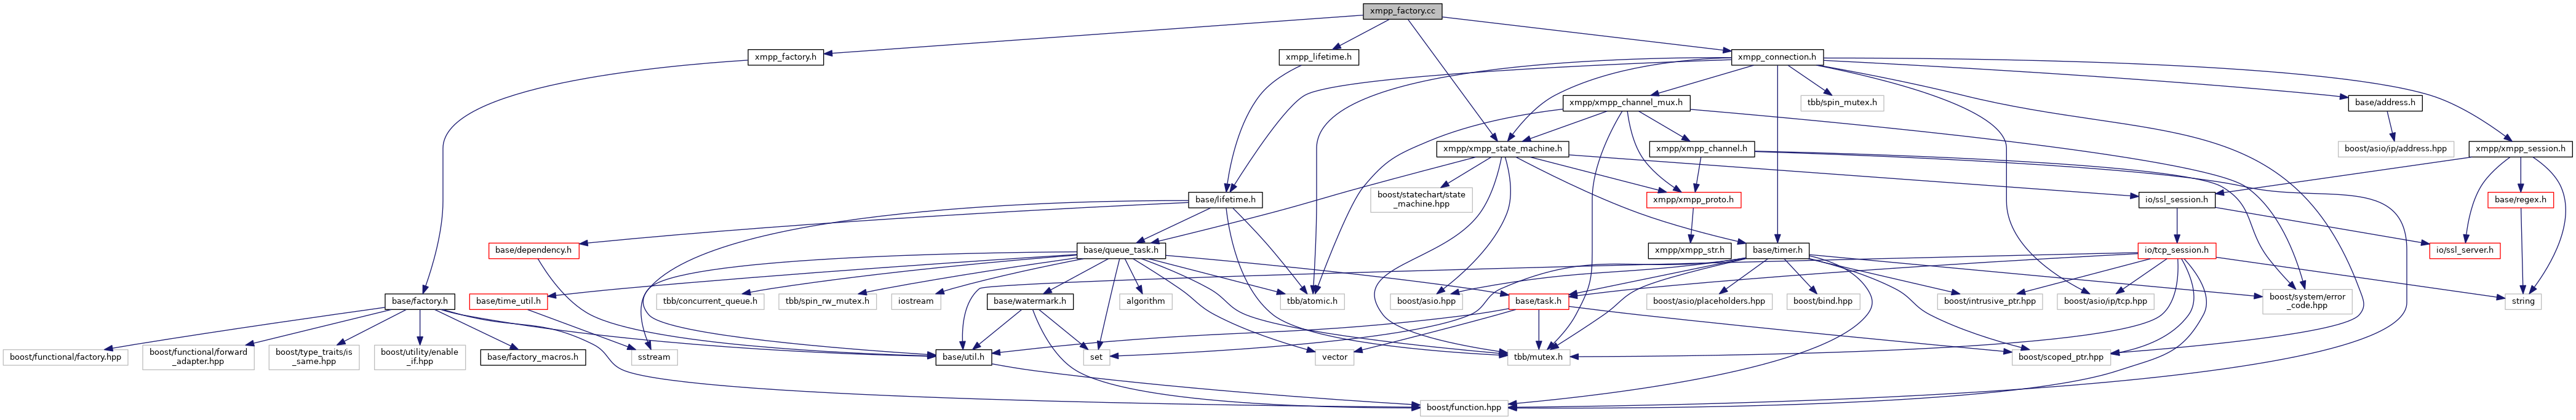 xmpp_factory.cc
xmpp_factory.h
xmpp_lifetime.h
xmpp_connection.h
xmpp/xmpp_channel_mux.h
tbb/spin_mutex.h
base/address.h
xmpp/xmpp_state_machine.h
xmpp/xmpp_channel.h
boost/asio/ip/address.hpp
xmpp/xmpp_session.h
base/lifetime.h
boost/statechart/state
_machine.hpp
xmpp/xmpp_proto.h
io/ssl_session.h
base/regex.h
base/dependency.h
base/queue_task.h
xmpp/xmpp_str.h
base/timer.h
io/tcp_session.h
io/ssl_server.h
base/factory.h
base/time_util.h
tbb/concurrent_queue.h
tbb/spin_rw_mutex.h
iostream
base/watermark.h
algorithm
tbb/atomic.h
boost/asio.hpp
base/task.h
boost/asio/placeholders.hpp
boost/bind.hpp
boost/intrusive_ptr.hpp
boost/asio/ip/tcp.hpp
boost/system/error
_code.hpp
string
boost/functional/factory.hpp
boost/functional/forward
_adapter.hpp
boost/type_traits/is
_same.hpp
boost/utility/enable
_if.hpp
base/factory_macros.h
sstream
base/util.h
set
vector
tbb/mutex.h
boost/scoped_ptr.hpp
boost/function.hpp